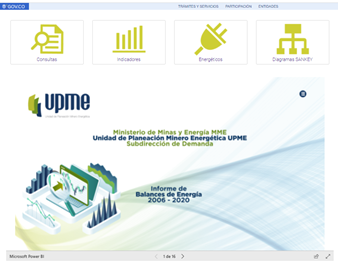 GOV.CO
TRÁMITES Y SERVICIOS PARTICIPACIÓN ENTIDADES
Consultas Indicadores Energéticos Diagramas SANKEY
upme
Ministerio de Minas y Energía MME
Unidad de Planeación Minero Energética UPME
Subdirección de Demanda
Informe de
Balances de Energía
2006 - 2020
Microsoft Power BI 1 de 16